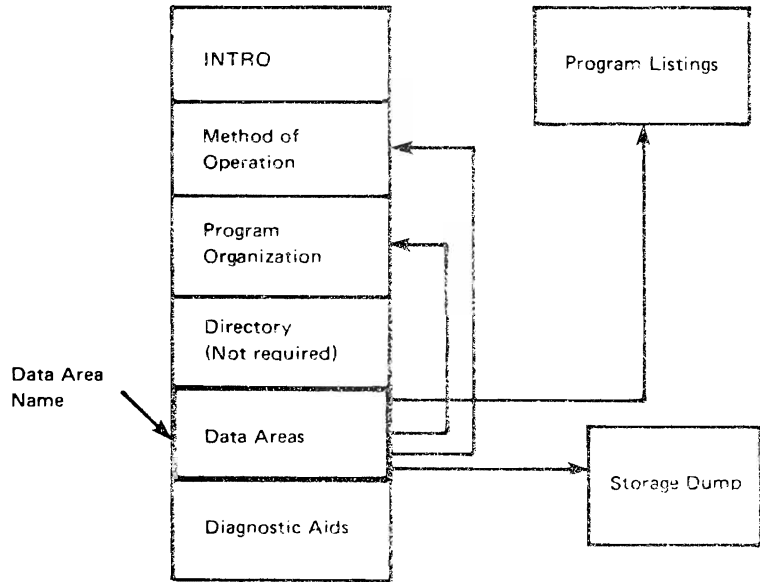 INTRO
Program Listings
Method of
Operation
Program
Organization
Directory
(Not required)
Data Area
Name
Data Areas
Storage Dump
Diagnostic Aids